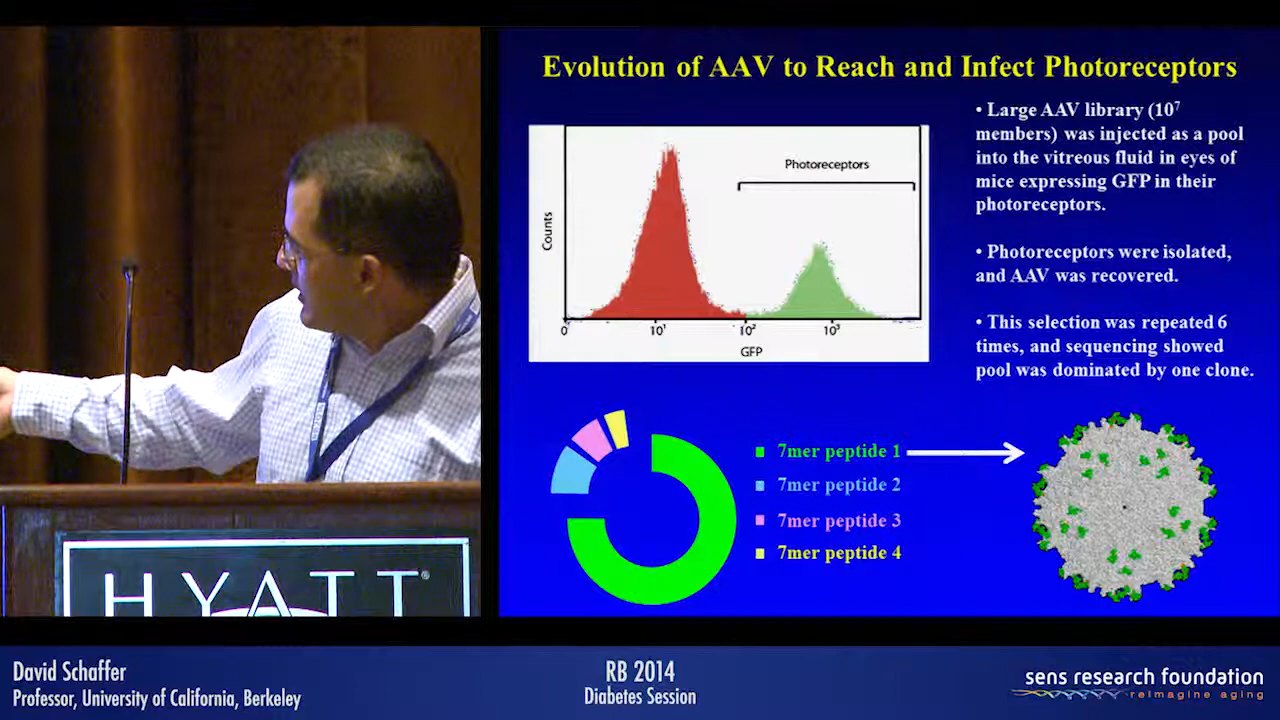 Evolution of AAV to Reach and Infect Photoreceptors
Photoreceptors
Counts
0
10¹
10²
10³
GFP
• Large AAV library (10⁷
members) was injected as a pool
into the vitreous fluid in eyes of
mice expressing GFP in their
photoreceptors.
• Photoreceptors were isolated,
and AAV was recovered.
• This selection was repeated 6
times, and sequencing showed
pool was dominated by one clone.
7mer peptide 1
7mer peptide 2
7mer peptide 3
7mer peptide 4
HYATT®
David Schaffer
Professor, University of California, Berkeley
RB 2014
Diabetes Session
sens research foundation
reimagine aging